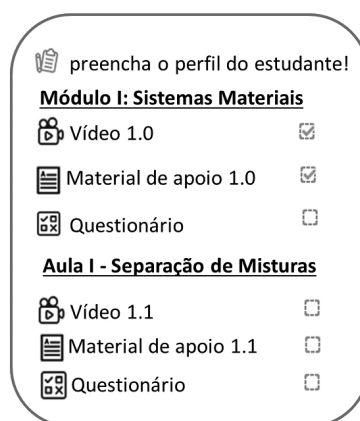 preencha o perfil do estudante!
Módulo I: Sistemas Materiais
Vídeo 1.0
Material de apoio 1.0
Questionário
Aula I - Separação de Misturas
Vídeo 1.1
Material de apoio 1.1
Questionário